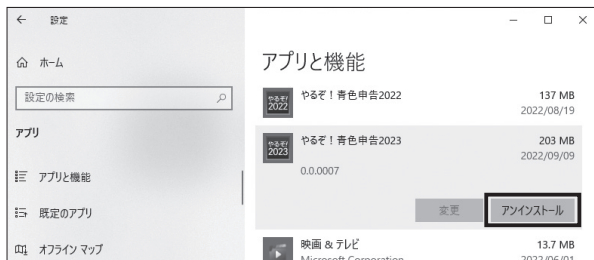 設定
ホーム
設定の検索
アプリ
アプリと機能
既定のアプリ
オフライン マップ
アプリと機能
やるぞ!
2022
やるぞ!青色申告2022
137 MB
2022/08/19
やるぞ!
2023
やるぞ!青色申告2023
203 MB
2022/09/09
0.0.0007
変更
アンインストール
映画 & テレビ
13.7 MB
Microsoft Corporation
2022/06/01